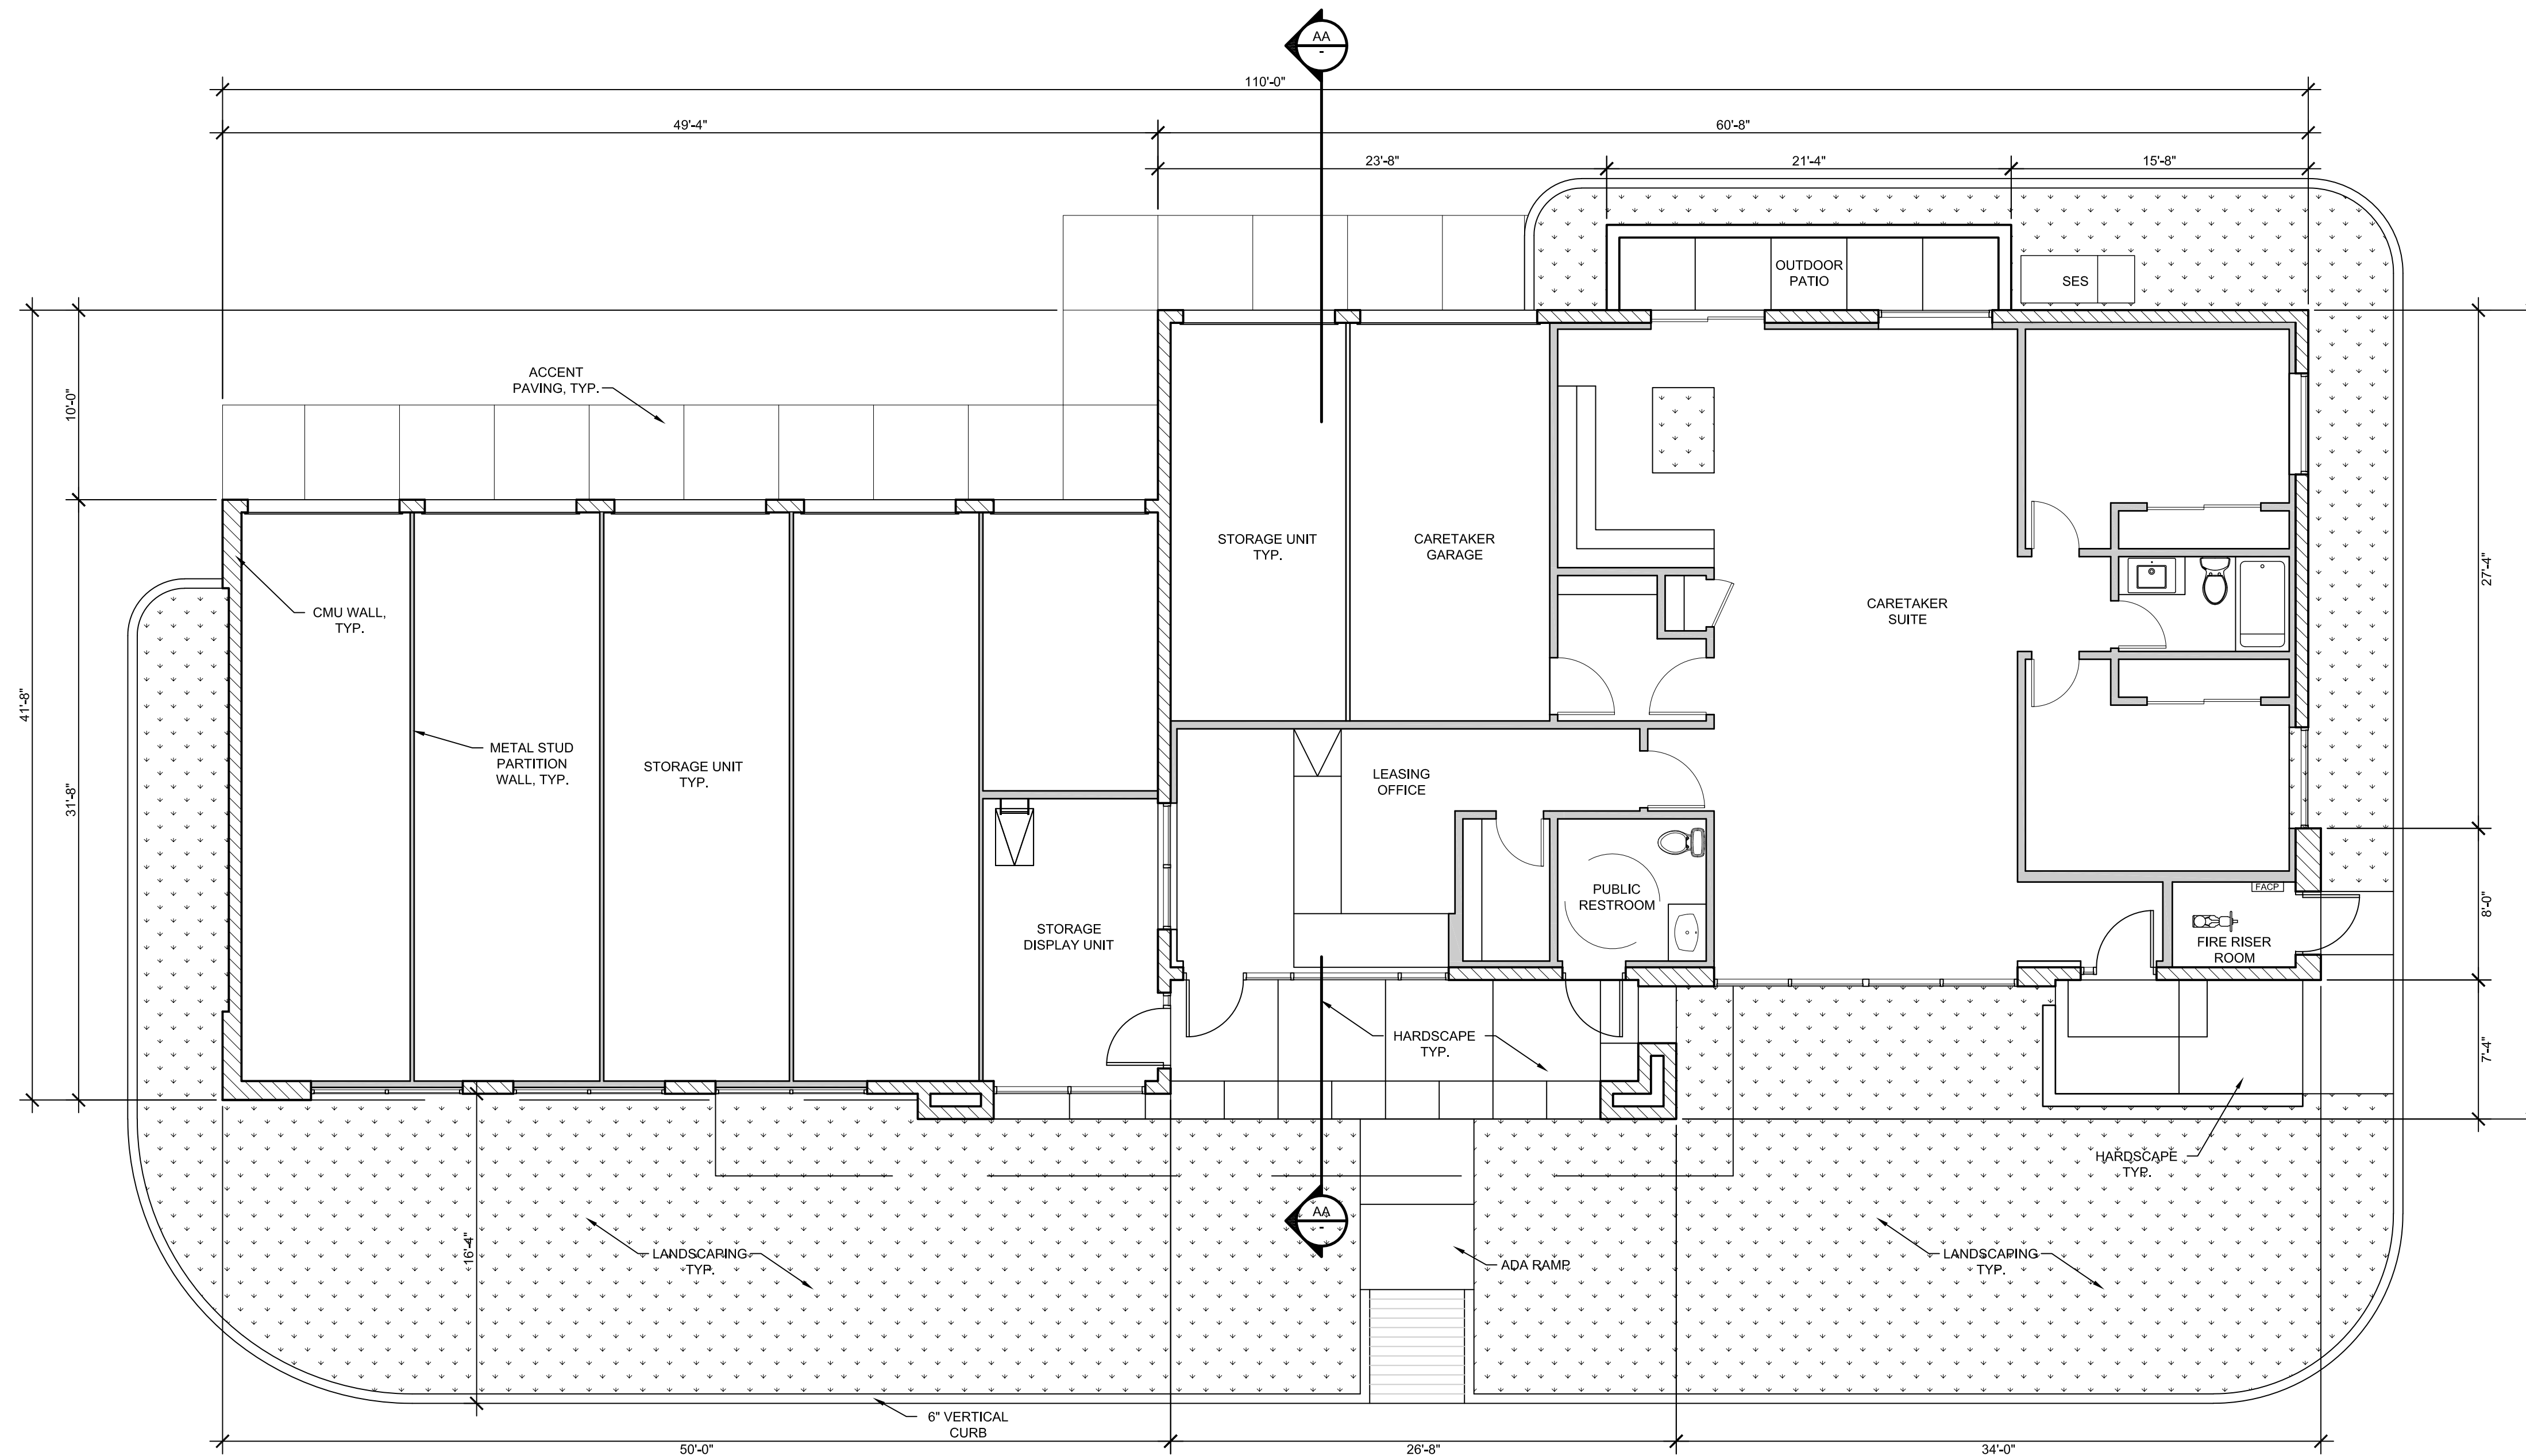 AA
-
110'-0"
49'-4"
60'-8"
23'-8"
21'-4"
15'-8"
OUTDOOR
PATIO
SES
ACCENT
PAVING, TYP.
10'-0"
STORAGE UNIT
TYP.
CARETAKER
GARAGE
27'-4"
CARETAKER
SUITE
CMU WALL,
TYP.
41'-8"
METAL STUD
PARTITION
WALL, TYP.
STORAGE UNIT
TYP.
LEASING
OFFICE
31'-8"
PUBLIC
RESTROOM
FACP
8'-0"
STORAGE
DISPLAY UNIT
FIRE RISER
ROOM
HARDSCAPE
TYP.
7'-4"
HARDSCAPE
TYP.
AA
-
16'-4"
LANDSCAPING
TYP.
ADA RAMP
LANDSCAPING
TYP.
6" VERTICAL
CURB
50'-0"
26'-8"
34'-0"